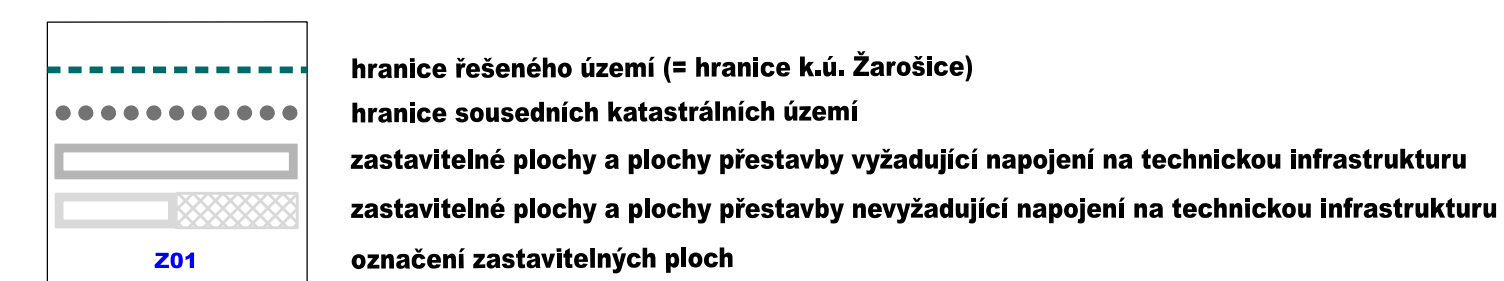 hranice řešeného území (= hranice k.ú. Žarošice)
hranice sousedních katastrálních území
zastavitelné plochy a plochy přestavby vyžadující napojení na technickou infrastrukturu
zastavitelné plochy a plochy přestavby nevyžadující napojení na technickou infrastrukturu
Z01 označení zastavitelných ploch